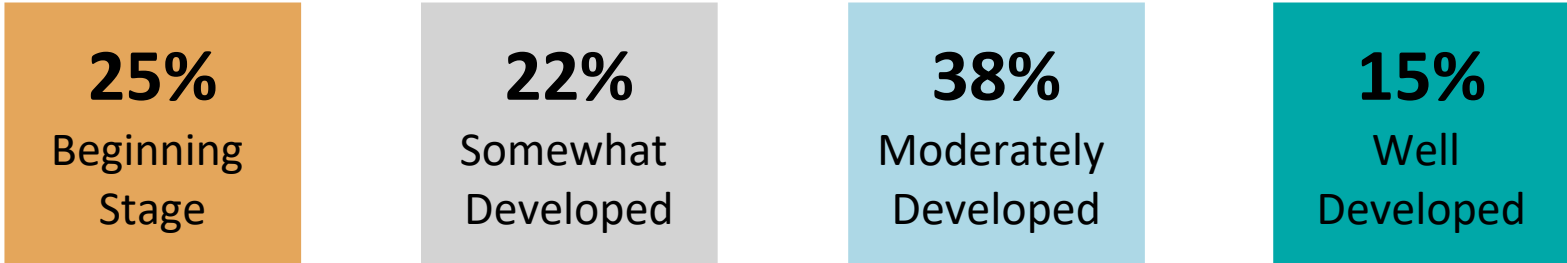 25%
Beginning
Stage
22%
Somewhat
Developed
38%
Moderately
Developed
15%
Well
Developed